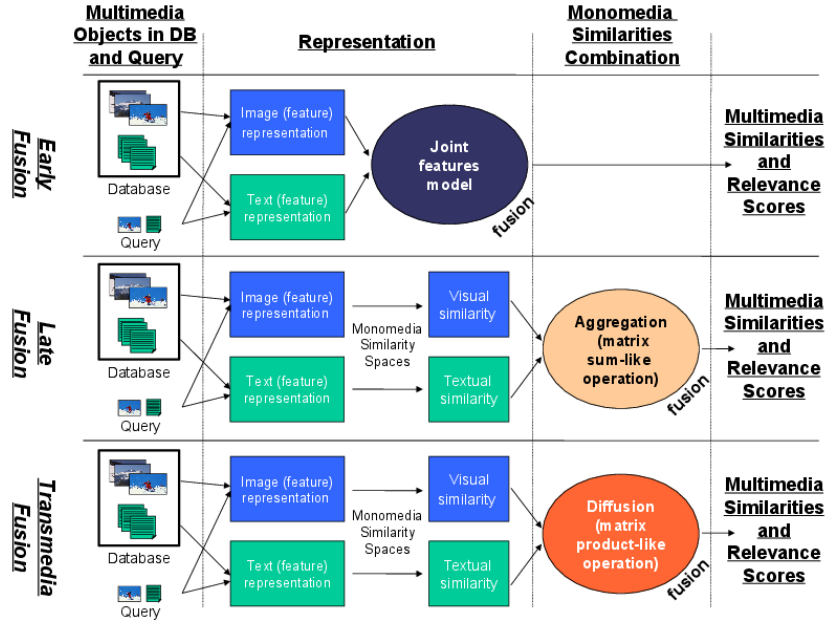 Multimedia
Objects in DB
and Query
Representation
Monomedia
Similarities
Combination
Early
Fusion
Database
Query
Image (feature)
representation
Text (feature)
representation
Joint
features
model
fusion
Multimedia
Similarities
and
Relevance
Scores
Late
Fusion
Database
Query
Image (feature)
representation
Text (feature)
representation
Monomedia
Similarity
Spaces
Visual
similarity
Textual similarity
Aggregation
(matrix
sum-like
operation)
fusion
Multimedia
Similarities
and
Relevance
Scores
Transmedia
Fusion
Database
Query
Image (feature)
representation
Text (feature)
representation
Monomedia
Similarity
Spaces
Visual
similarity
Textual similarity
Diffusion
(matrix
product-like
operation)
fusion
Multimedia
Similarities
and
Relevance
Scores